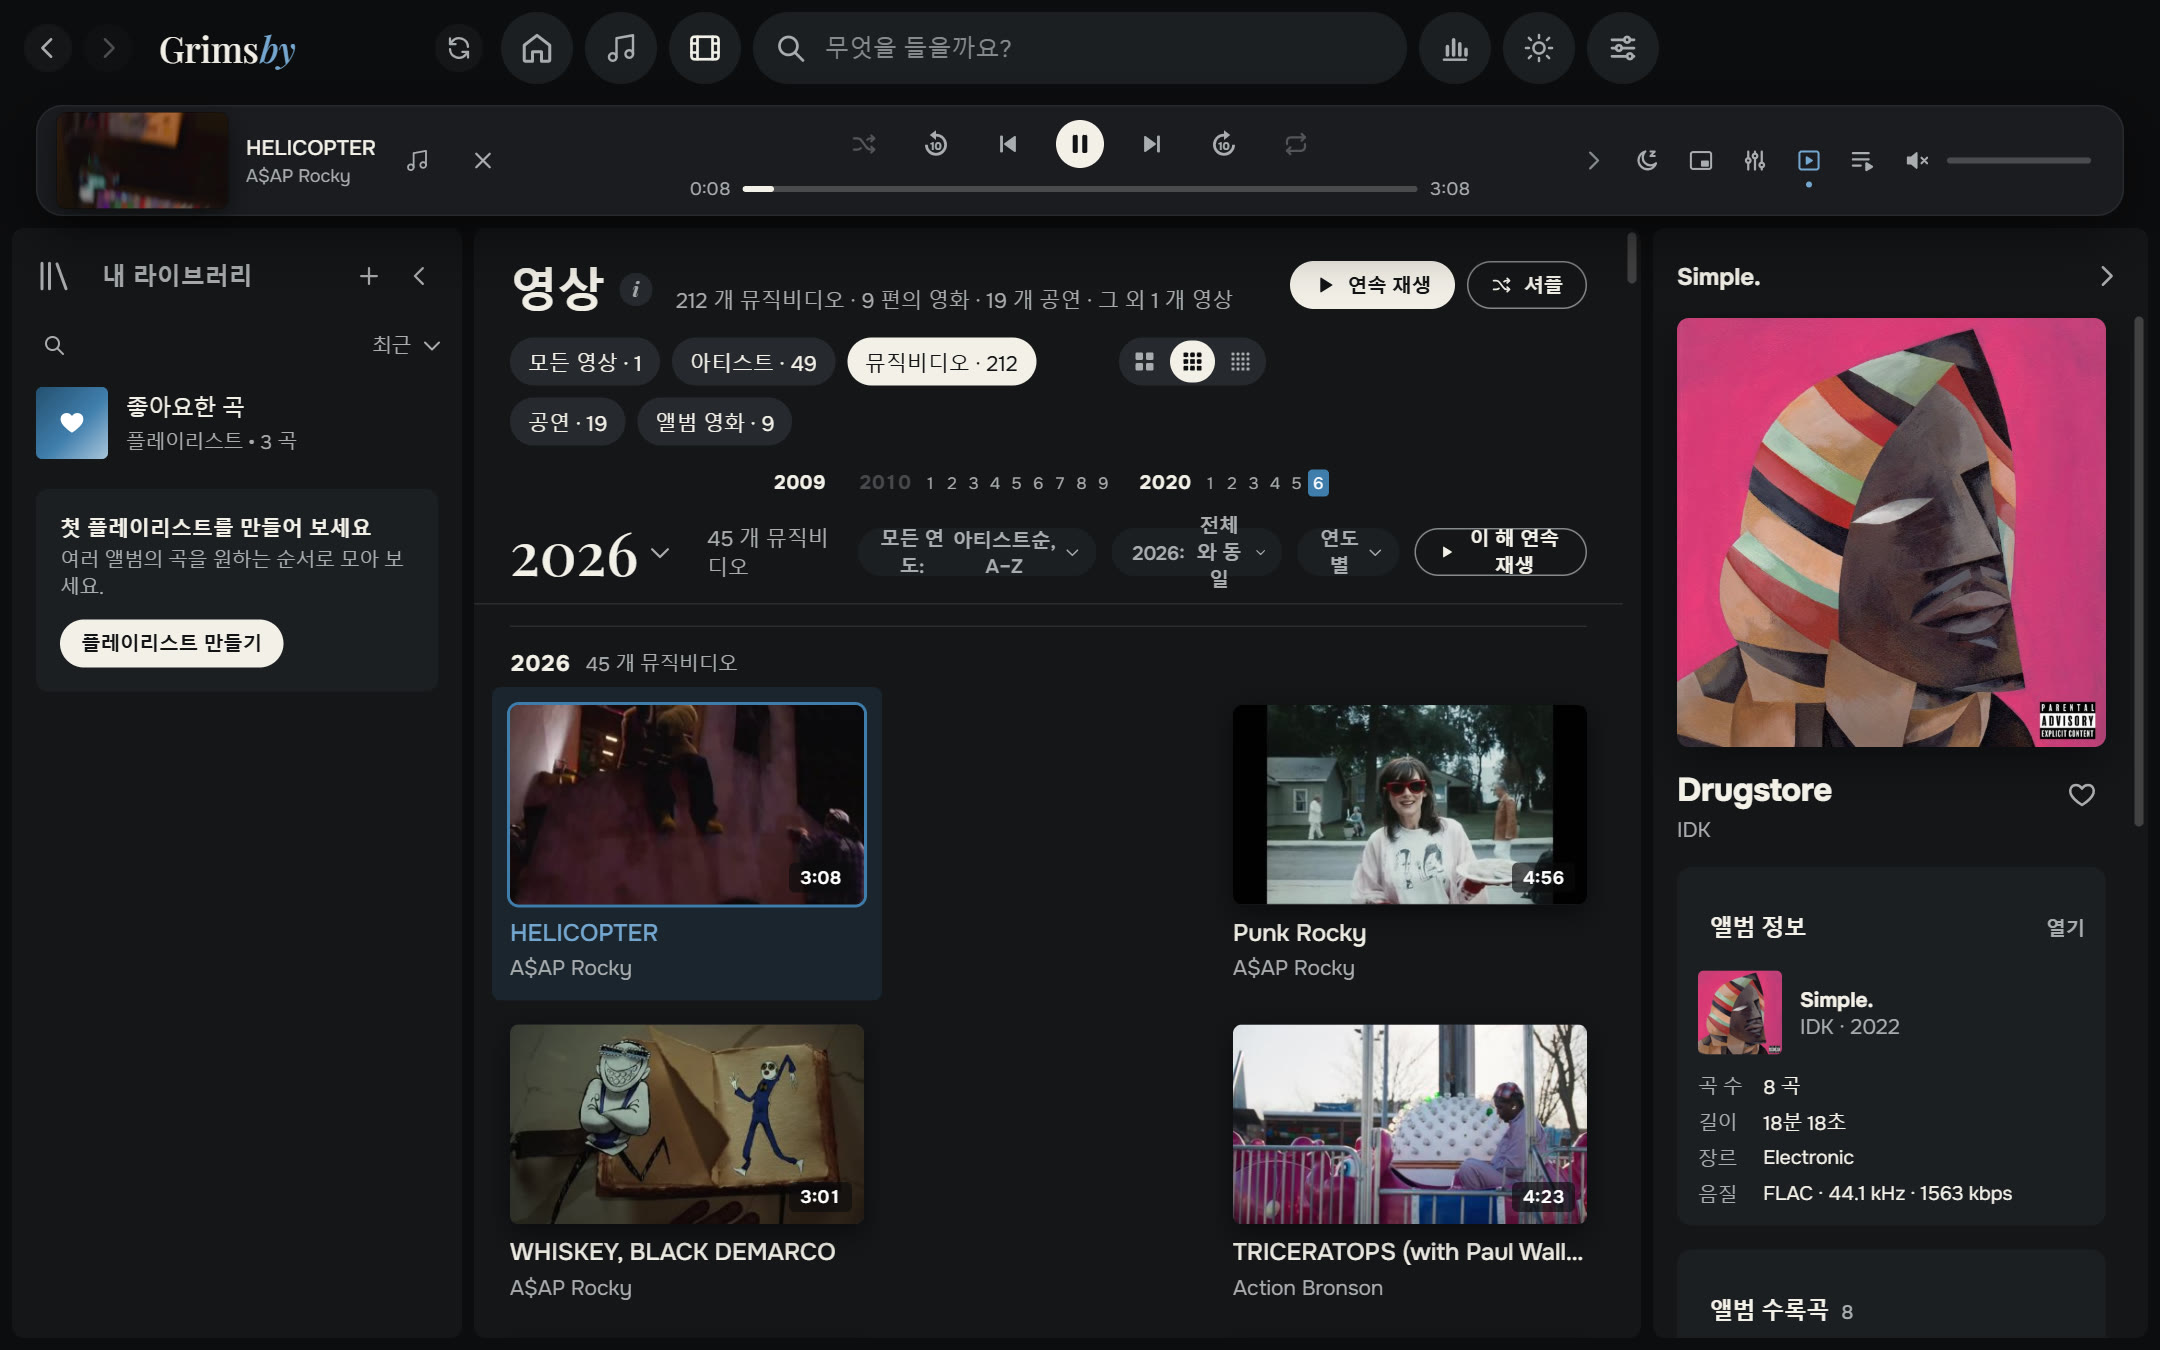 Grimsby
무엇을 들을까요?
HELICOPTER
A$AP Rocky
10
10
0:08
3:08
내 라이브러리
최근
좋아요한 곡
플레이리스트 • 3 곡
첫 플레이리스트를 만들어 보세요
여러 앨범의 곡을 원하는 순서로 모아 보
세요.
플레이리스트 만들기
영상
i
212 개 뮤직비디오 · 9 편의 영화 · 19 개 공연 · 그 외 1 개 영상
연속 재생
셔플
모든 영상 · 1
아티스트 · 49
뮤직비디오 · 212
공연 · 19
앨범 영화 · 9
2009 2010 1 2 3 4 5 6 7 8 9 2020 1 2 3 4 5 6
2026
45 개 뮤직비
디오
모든 연
도:
아티스트순,
A–Z
2026:
전체
와 동
일
연도
별
이 해 연속
재생
2026 45 개 뮤직비디오
3:08
HELICOPTER
A$AP Rocky
4:56
Punk Rocky
A$AP Rocky
3:01
WHISKEY, BLACK DEMARCO
A$AP Rocky
4:23
TRICERATOPS (with Paul Wall...
Action Bronson
Simple.
PARENTAL
ADVISORY
EXPLICIT CONTENT
Drugstore
IDK
앨범 정보
열기
Simple.
IDK · 2022
곡 수 8 곡
길이 18분 18초
장르 Electronic
음질 FLAC · 44.1 kHz · 1563 kbps
앨범 수록곡 8